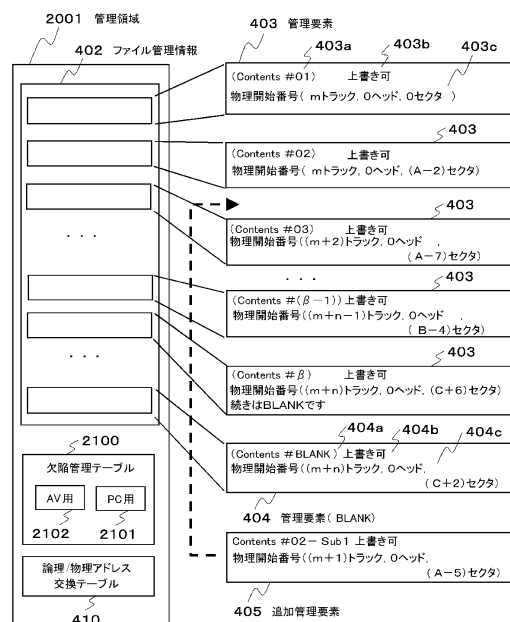 2001 管理領域
402 ファイル管理情報
403 管理要素
403a 403b 403c
(Contents #01) 上書き可
物理開始番号( mトラック, 0ヘッド, 0セクタ )
403
(Contents #02) 上書き可
物理開始番号( mトラック, 0ヘッド, (A-2)セクタ)
403
(Contents #03) 上書き可
物理開始番号((m+2)トラック, 0ヘッド ,
(A-7)セクタ)
. . .
. . .
403
(Contents #(β-1)) 上書き可
物理開始番号((m+n-1)トラック, 0ヘッド ,
( B-4)セクタ)
403
(Contents #β) 上書き可
物理開始番号((m+n)トラック, 0ヘッド, (C+6)セクタ)
続きはBLANKです
. . .
404a 404b 404c
(Contents #BLANK) 上書き可
物理開始番号((m+n)トラック, 0ヘッド,
(C+2)セクタ)
404 管理要素( BLANK)
2100
欠陥管理テーブル
AV用 PC用
2102 2101
Contents #02- Sub1 上書き可
物理開始番号((m+1)トラック, 0ヘッド,
(A-5)セクタ)
405 追加管理要素
論理/物理アドレス
交換テーブル
410